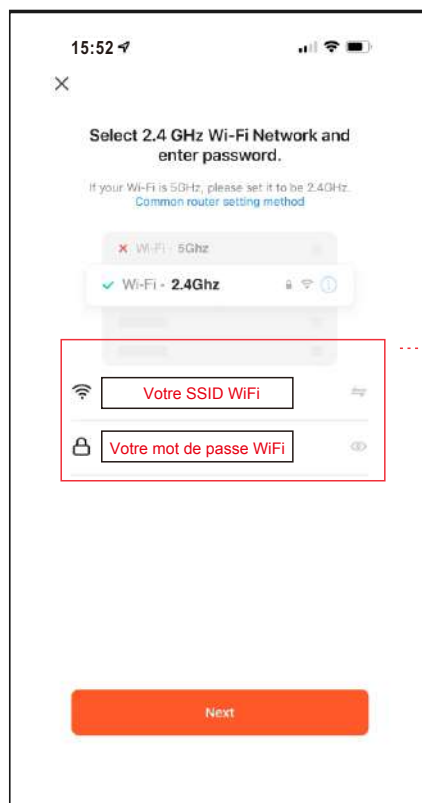 15:52
Select 2.4 GHz Wi-Fi Network and
enter password.
If your Wi-Fi is 5GHz, please set it to be 2.4GHz.
Common router setting method
Wi-Fi - 5Ghz
Wi-Fi - 2.4Ghz
Votre SSID WiFi
Votre mot de passe WiFi
Next